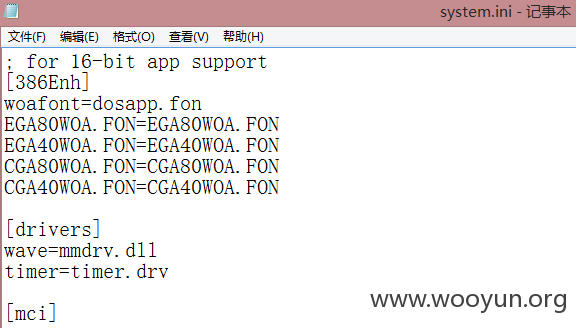 system.ini - 记事本
文件(F) 编辑(E) 格式(O) 查看(V) 帮助(H)
; for 16-bit app support
[386Enh]
woafont=dosapp.fon
EGA80WOA.FON=EGA80WOA.FON
EGA40WOA.FON=EGA40WOA.FON
CGA80WOA.FON=CGA80WOA.FON
CGA40WOA.FON=CGA40WOA.FON
[drivers]
wave=mmdrv.dll
timer=timer.drv
[mci]
www.wooyun.org